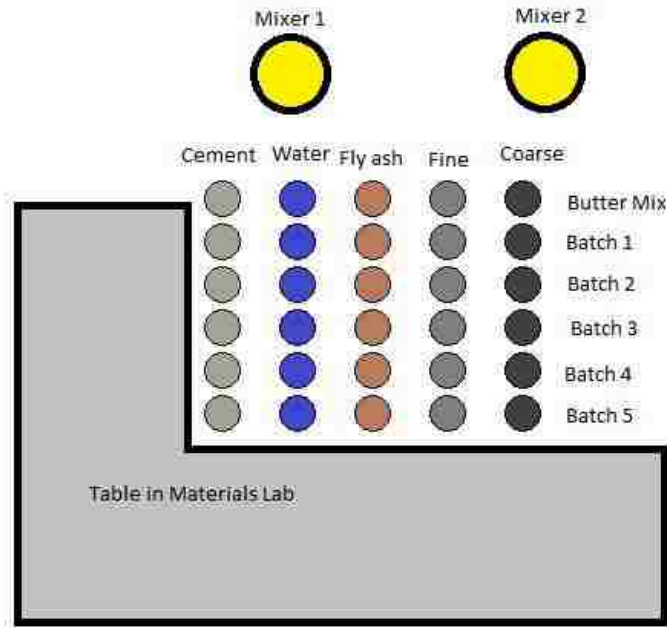 Mixer 1
Mixer 2
Cement Water Fly ash Fine Coarse
Butter Mix
Batch 1
Batch 2
Batch 3
Batch 4
Batch 5
Table in Materials Lab